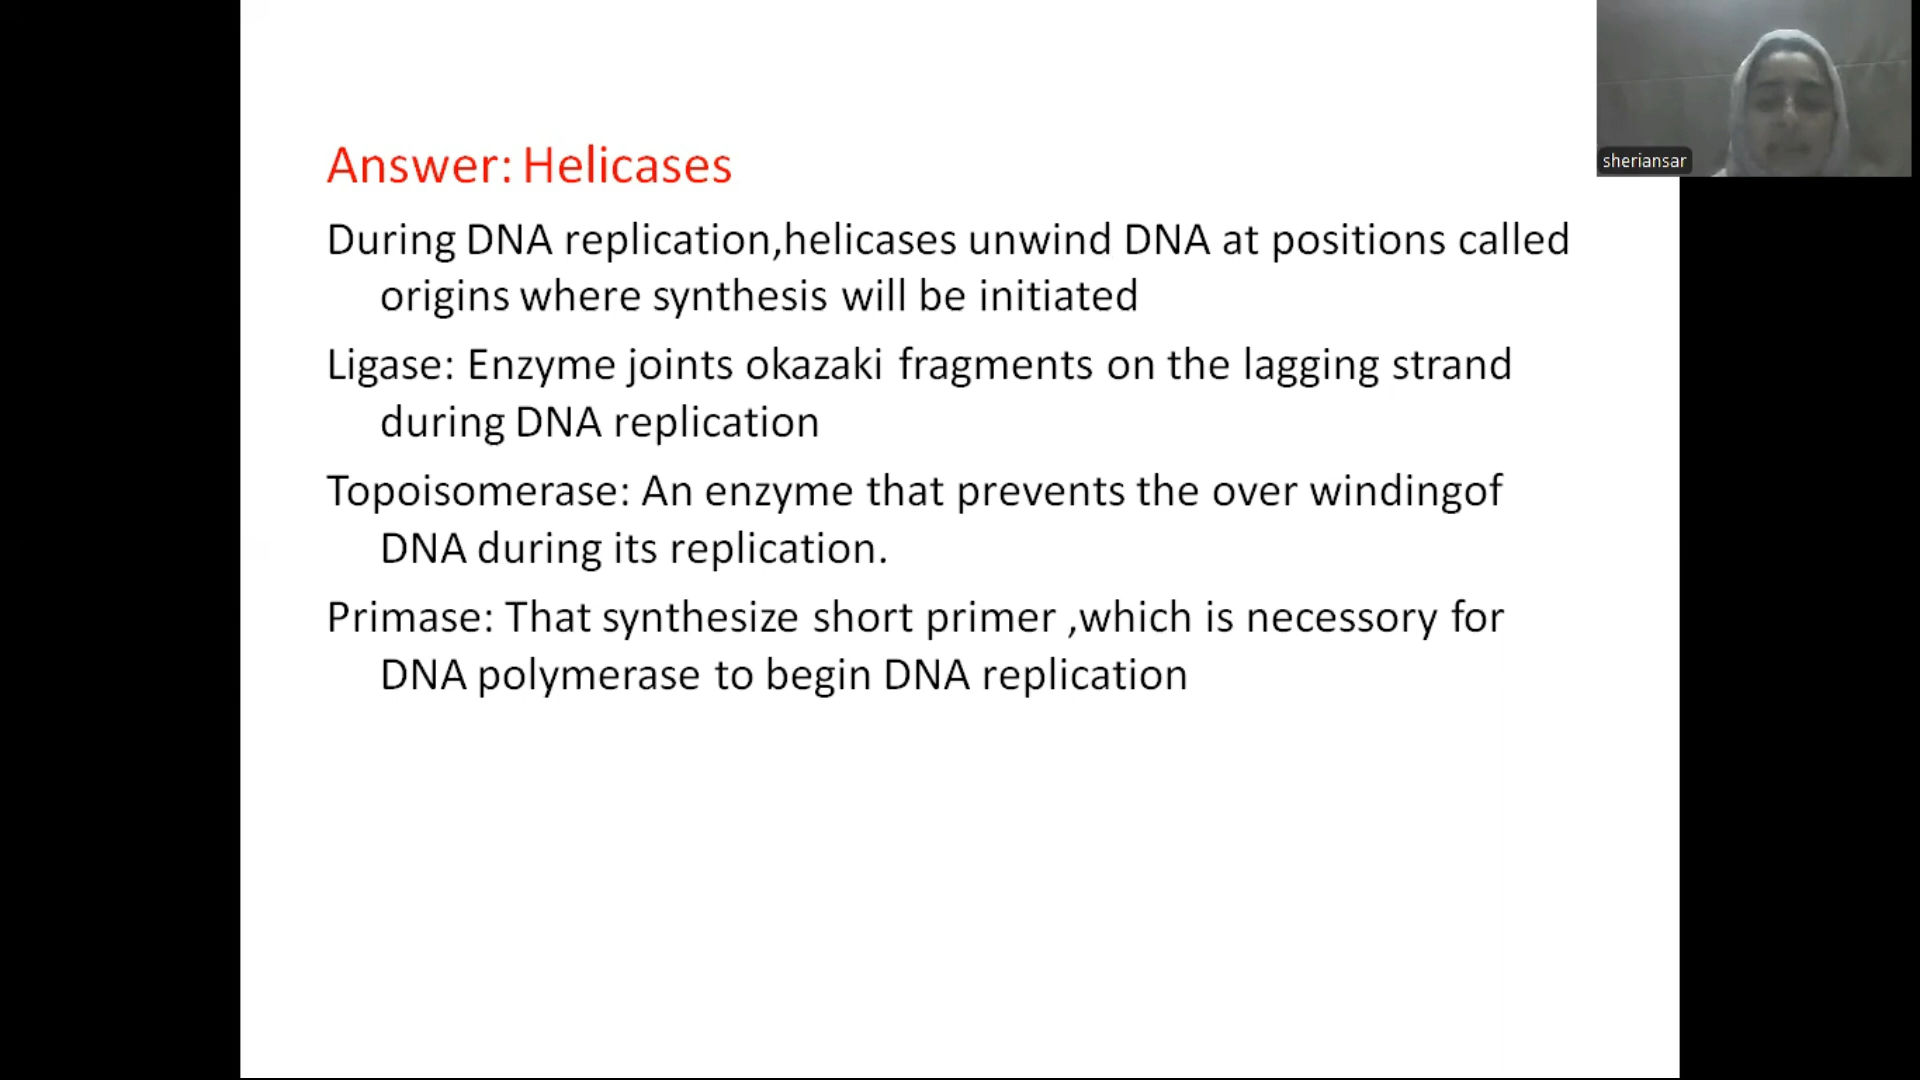 Answer: Helicases
During DNA replication,helicases unwind DNA at positions called
origins where synthesis will be initiated
Ligase: Enzyme joints okazaki fragments on the lagging strand
during DNA replication
Topoisomerase: An enzyme that prevents the over windingof
DNA during its replication.
Primase: That synthesize short primer ,which is necessory for
DNA polymerase to begin DNA replication
sheriansar